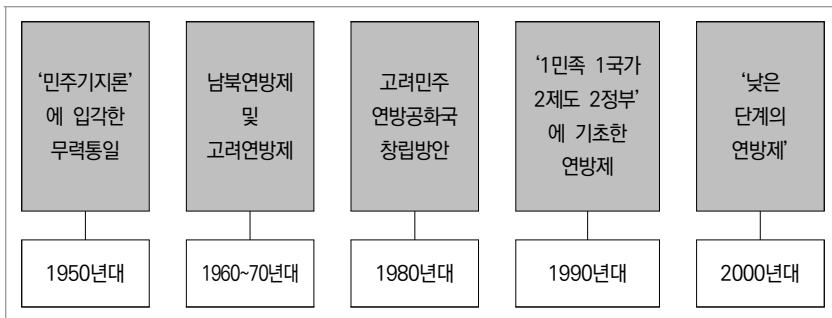 ‘민주기지론’
에 입각한
무력통일
남북연방제
및
고려연방제
고려민주
연방공화국
창립방안
‘1민족 1국가
2제도 2정부’
에 기초한
연방제
‘낮은
단계의
연방제’
1950년대
1960~70년대
1980년대
1990년대
2000년대